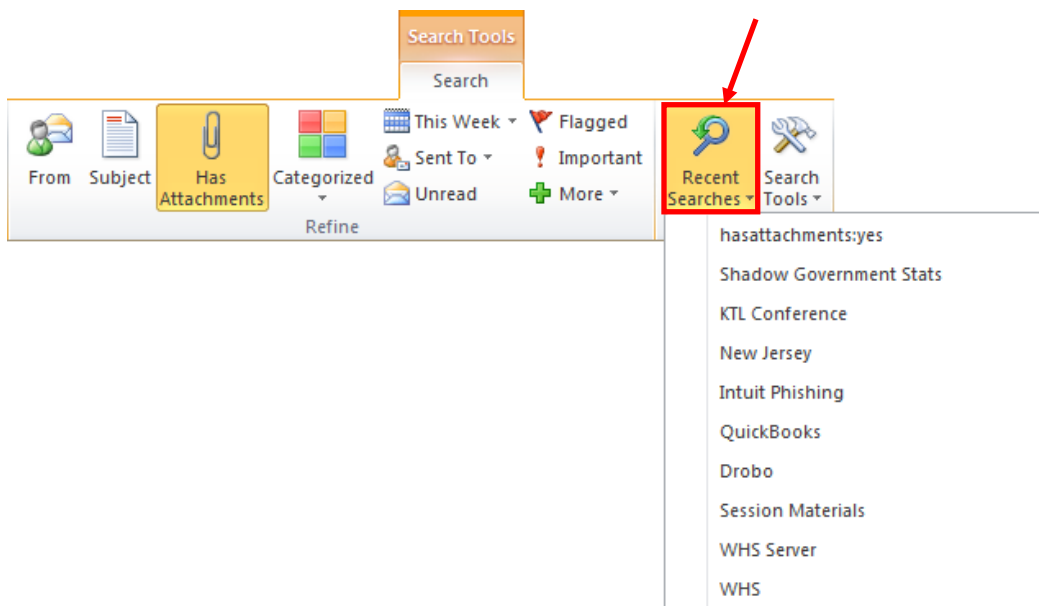 Search Tools
Search
From
Subject
Has
Attachments
Categorized
This Week
Sent To
Unread
Flagged
Important
More
Refine
Recent
Searches
Search
Tools
hasattachments:yes
Shadow Government Stats
KTL Conference
New Jersey
Intuit Phishing
QuickBooks
Drobo
Session Materials
WHS Server
WHS